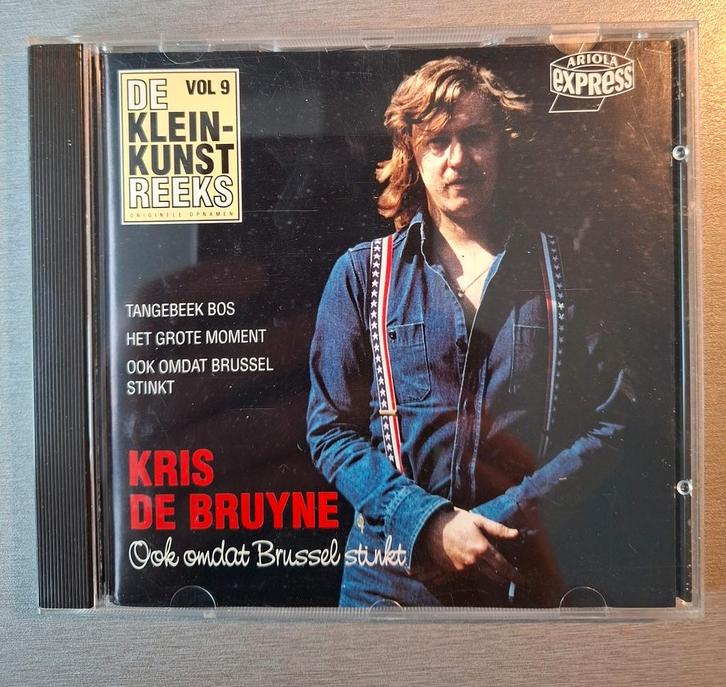 DE VOL 9
KLEIN-
KUNST
REEKS
ORIGINELE OPNAMEN
ARIOLA
EXPRESS
TANGEBEEK BOS
HET GROTE MOMENT
OOK OMDAT BRUSSEL
STINKT
KRIS
DE BRUYNE
Ook omdat Brussel stinkt